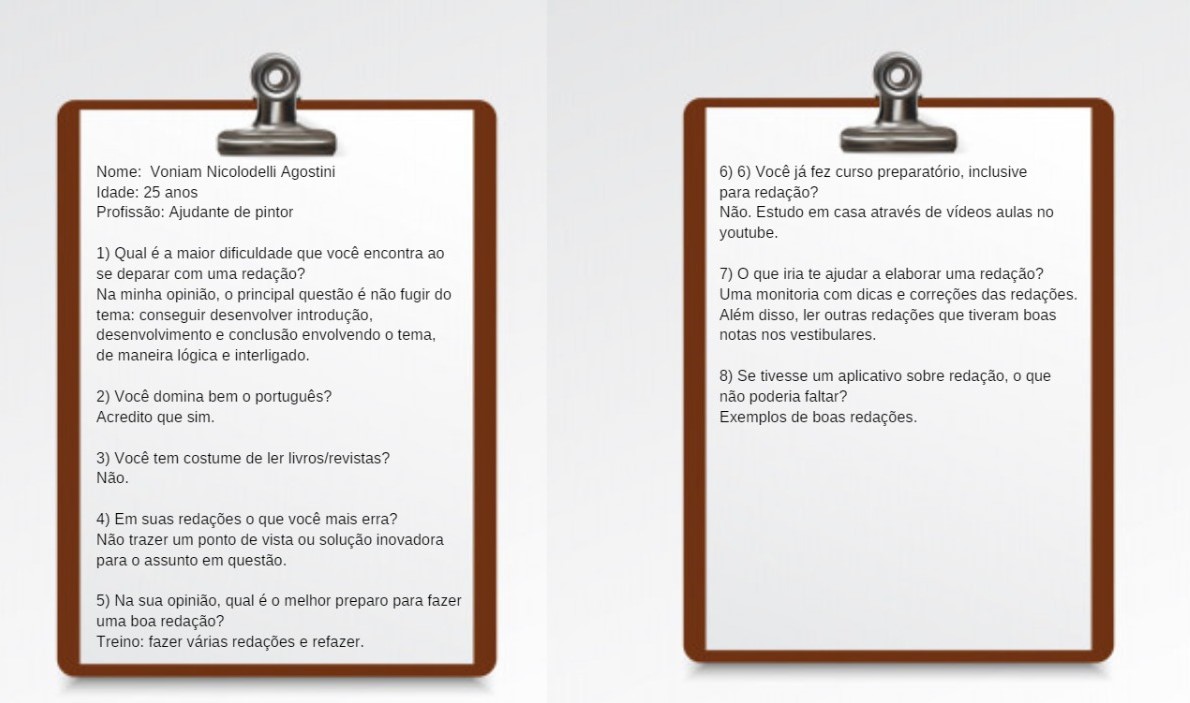 Nome:  Voniam Nicolodelli Agostini
Idade: 25 anos
Profissão: Ajudante de pintor
1) Qual é a maior dificuldade que você encontra ao
se deparar com uma redação?
Na minha opinião, o principal questão é não fugir do
tema: conseguir desenvolver introdução,
desenvolvimento e conclusão envolvendo o tema,
de maneira lógica e interligado.
2) Você domina bem o português?
Acredito que sim.
3) Você tem costume de ler livros/revistas?
Não.
4) Em suas redações o que você mais erra?
Não trazer um ponto de vista ou solução inovadora
para o assunto em questão.
5) Na sua opinião, qual é o melhor preparo para fazer
uma boa redação?
Treino: fazer várias redações e refazer.
6) 6) Você já fez curso preparatório, inclusive
para redação?
Não. Estudo em casa através de vídeos aulas no
youtube.
7) O que iria te ajudar a elaborar uma redação?
Uma monitoria com dicas e correções das redações.
Além disso, ler outras redações que tiveram boas
notas nos vestibulares.
8) Se tivesse um aplicativo sobre redação, o que
não poderia faltar?
Exemplos de boas redações.